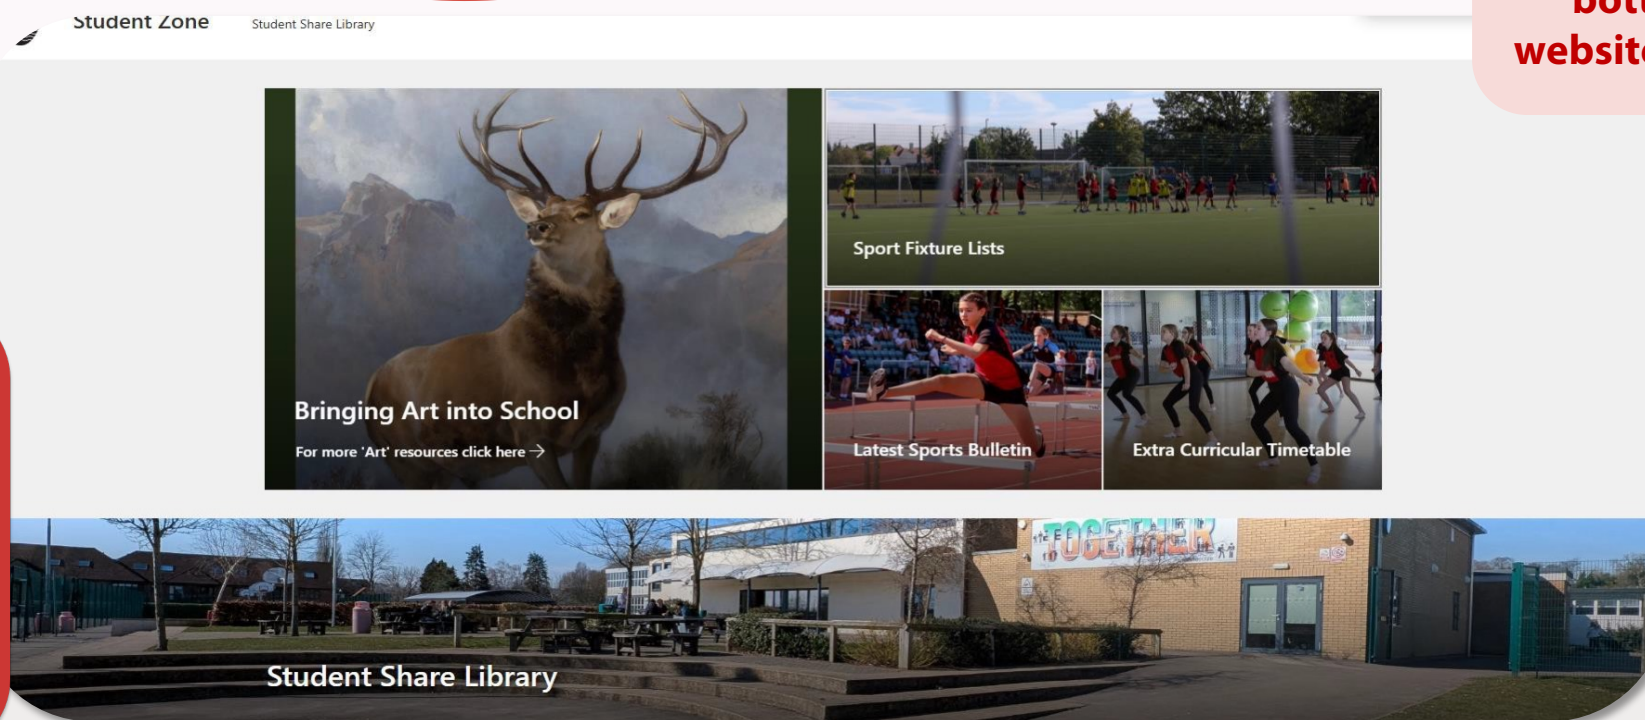 Student Zone
Student Share Library
website
Sport Fixture Lists
Bringing Art into School
For more 'Art' resources click here →
Latest Sports Bulletin
Extra Curricular Timetable
TOGETHER
Student Share Library